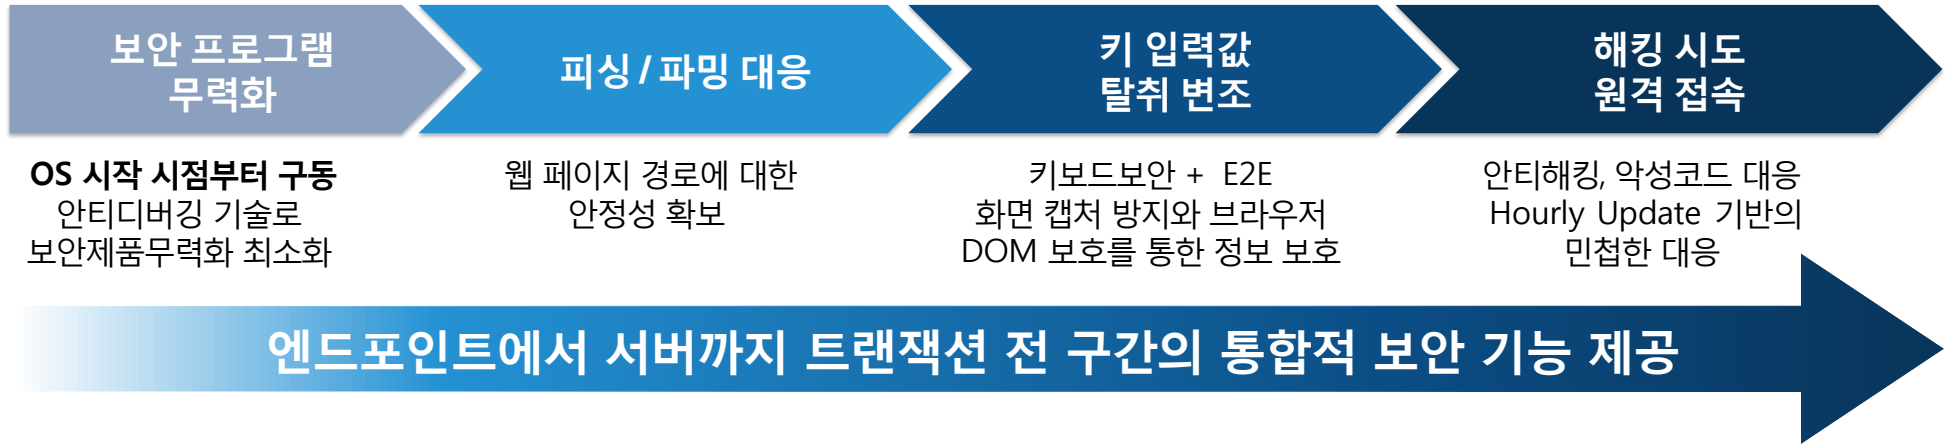 보안 프로그램
무력화
피싱 / 파밍 대응
키 입력값
탈취 변조
해킹 시도
원격 접속
OS 시작 시점부터 구동
안티디버깅 기술로
보안제품무력화 최소화
웹 페이지 경로에 대한
안정성 확보
키보드보안 + E2E
화면 캡처 방지와 브라우저
DOM 보호를 통한 정보 보호
안티해킹, 악성코드 대응
Hourly Update 기반의
민첩한 대응
엔드포인트에서 서버까지 트랜잭션 전 구간의 통합적 보안 기능 제공